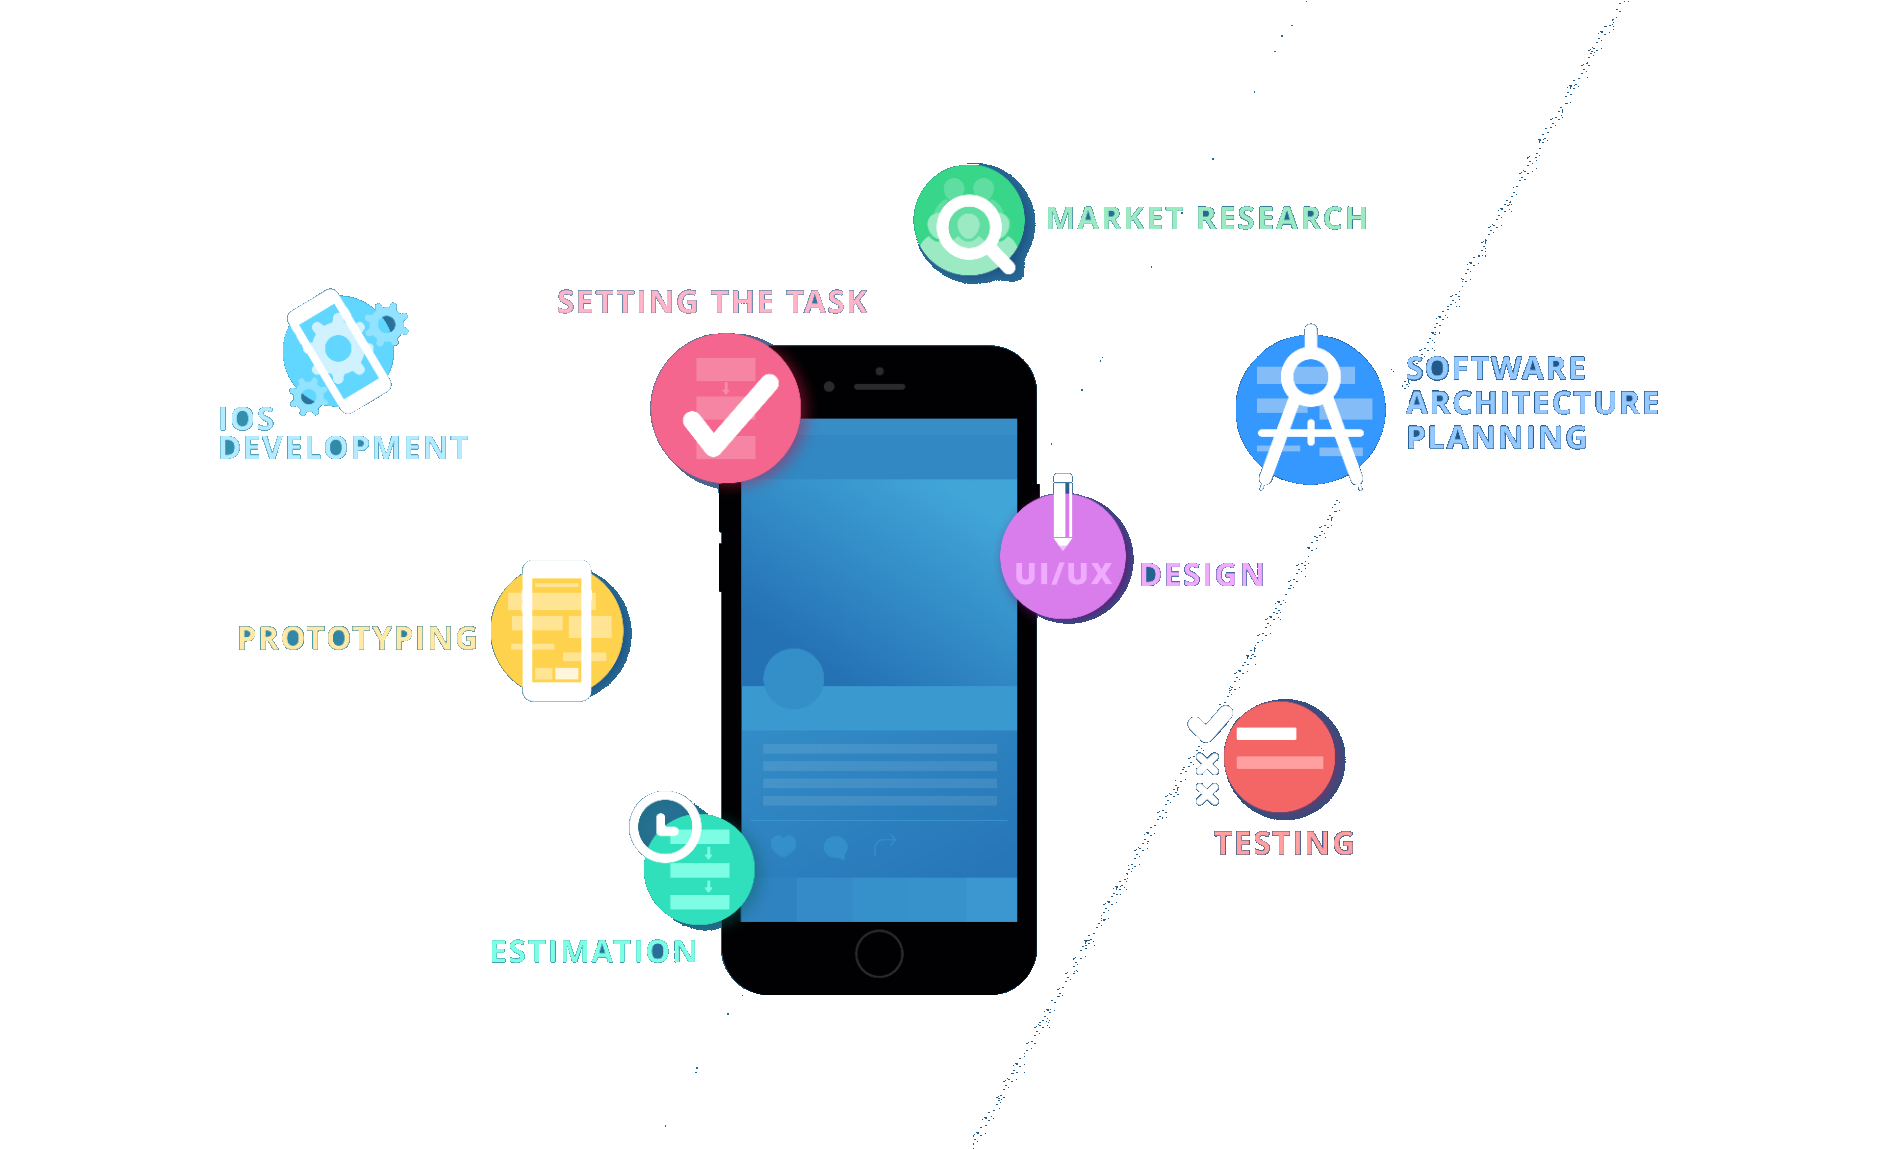 MARKET RESEARCH
SETTING THE TASK
SOFTWARE
ARCHITECTURE
PLANNING
IOS
DEVELOPMENT
UI/UX
DESIGN
PROTOTYPING
TESTING
ESTIMATION